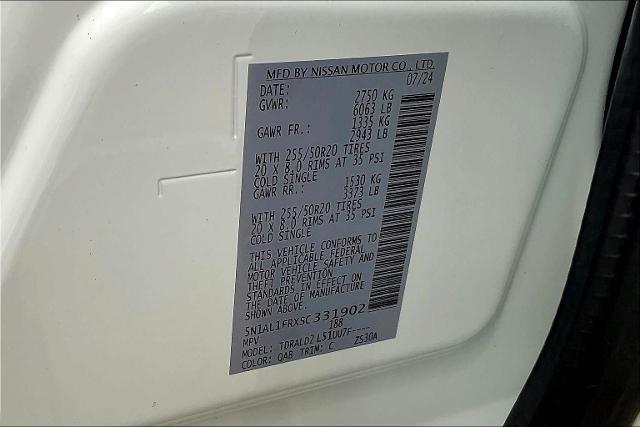 MFD BY NISSAN MOTOR CO., LTD.
DATE: 07/24
GVWR: 2750 KG
6063 LB
GAWR FR.: 1335 KG
2943 LB
WITH 255/50R20 TIRES
20 X 8.0 RIMS AT 35 PSI
COLD SINGLE
GAWR RR.: 1530 KG
3373 LB
WITH 255/50R20 TIRES
20 X 8.0 RIMS AT 35 PSI
COLD SINGLE
THIS VEHICLE CONFORMS TO
ALL APPLICABLE FEDERAL
MOTOR VEHICLE SAFETY AND
THEFT PREVENTION
STANDARDS IN EFFECT ON
THE DATE OF MANUFACTURE
SHOWN ABOVE.
5N1AL1FRXSC331902
MPV 188
MODEL: TDRALD2 L51UU7F----
COLOR: QAB TRIM: C ZS30A